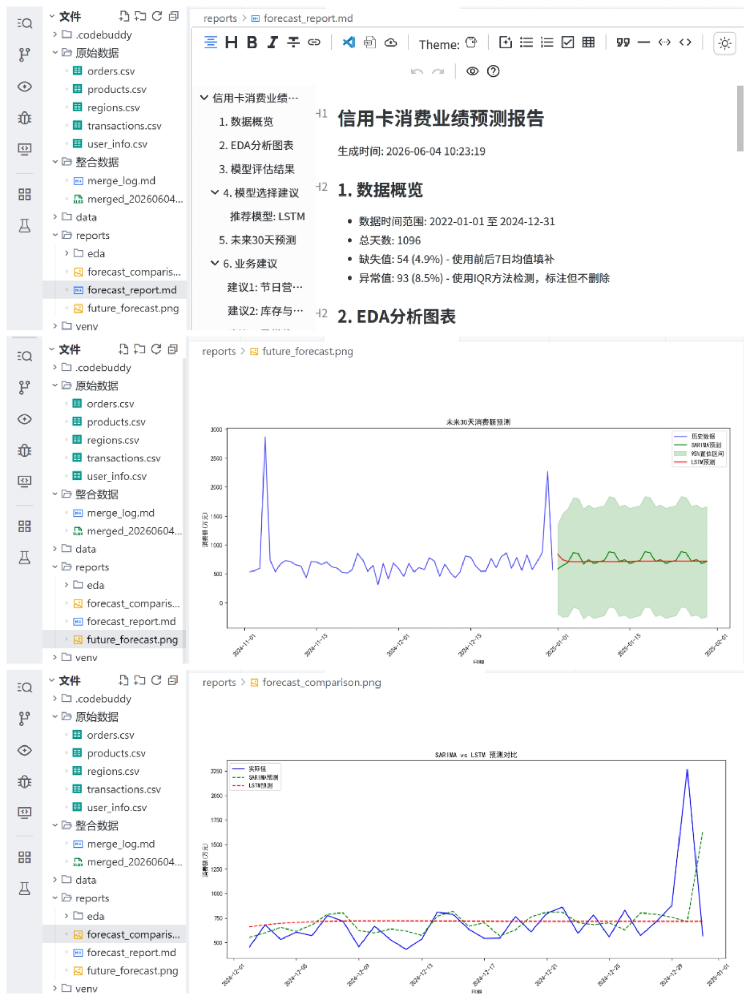 文件
.codebuddy
原始数据
orders.csv
products.csv
regions.csv
transactions.csv
user_info.csv
整合数据
merge_log.md
merged_20260604...
data
reports
eda
forecast_comparis...
forecast_report.md
future_forecast.png
venv
reports > forecast_report.md
H B I
Theme:
信用卡消费业绩···
1. 数据概览
2. EDA分析图表
3. 模型评估结果
4. 模型选择建议
推荐模型: LSTM
5. 未来30天预测
6. 业务建议
建议1: 节日营···
建议2: 库存与···
H1
信用卡消费业绩预测报告
生成时间: 2026-06-04 10:23:19
H2
1. 数据概览
数据时间范围: 2022-01-01 至 2024-12-31
总天数: 1096
缺失值: 54 (4.9%) - 使用前后7日均值填补
异常值: 93 (8.5%) - 使用IQR方法检测，标注但不删除
H2
2. EDA分析图表
文件
.codebuddy
原始数据
orders.csv
products.csv
regions.csv
transactions.csv
user_info.csv
整合数据
merge_log.md
merged_20260604...
data
reports
eda
forecast_comparis...
forecast_report.md
future_forecast.png
venv
reports > future_forecast.png
未来30天消费额预测
3000
2500
2000
1500
1000
500
0
消费额(万元)
历史数据
SARIMA预测
95%置信区间
LSTM预测
2024-11-01
2024-11-15
2024-12-01
2024-12-15
2025-01-01
2025-01-15
2025-02-01
日期
文件
.codebuddy
原始数据
orders.csv
products.csv
regions.csv
transactions.csv
user_info.csv
整合数据
merge_log.md
merged_20260604...
data
reports
eda
forecast_comparis...
forecast_report.md
future_forecast.png
venv
reports > forecast_comparison.png
SARIMA vs LSTM 预测对比
2250
2000
1750
1500
1250
1000
750
500
消费额(万元)
实际值
SARIMA预测
LSTM预测
2024-12-01
2024-12-05
2024-12-09
2024-12-13
2024-12-17
2024-12-21
2024-12-25
2024-12-29
2025-01-01
日期